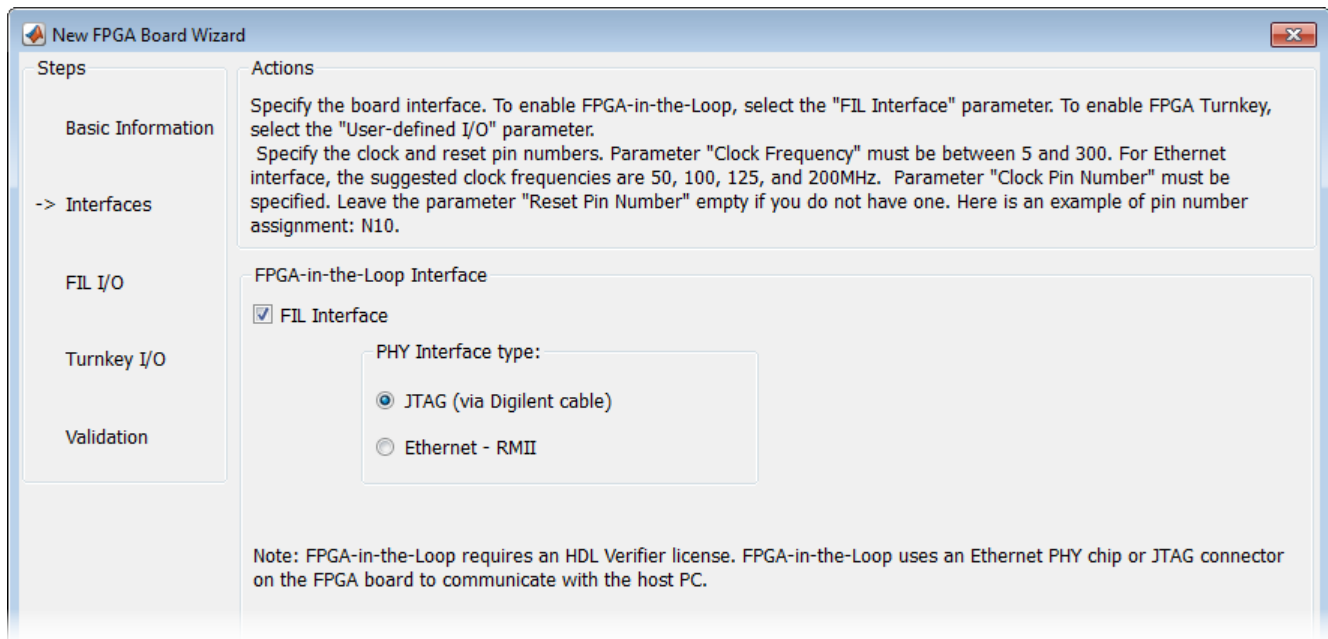 New FPGA Board Wizard
Steps
Basic Information
-> Interfaces
FIL I/O
Turnkey I/O
Validation
Actions
Specify the board interface. To enable FPGA-in-the-Loop, select the "FIL Interface" parameter. To enable FPGA Turnkey,
select the "User-defined I/O" parameter.
Specify the clock and reset pin numbers. Parameter "Clock Frequency" must be between 5 and 300. For Ethernet
interface, the suggested clock frequencies are 50, 100, 125, and 200MHz. Parameter "Clock Pin Number" must be
specified. Leave the parameter "Reset Pin Number" empty if you do not have one. Here is an example of pin number
assignment: N10.
FPGA-in-the-Loop Interface
FIL Interface
PHY Interface type:
JTAG (via Digilent cable)
Ethernet - RMII
Note: FPGA-in-the-Loop requires an HDL Verifier license. FPGA-in-the-Loop uses an Ethernet PHY chip or JTAG connector
on the FPGA board to communicate with the host PC.